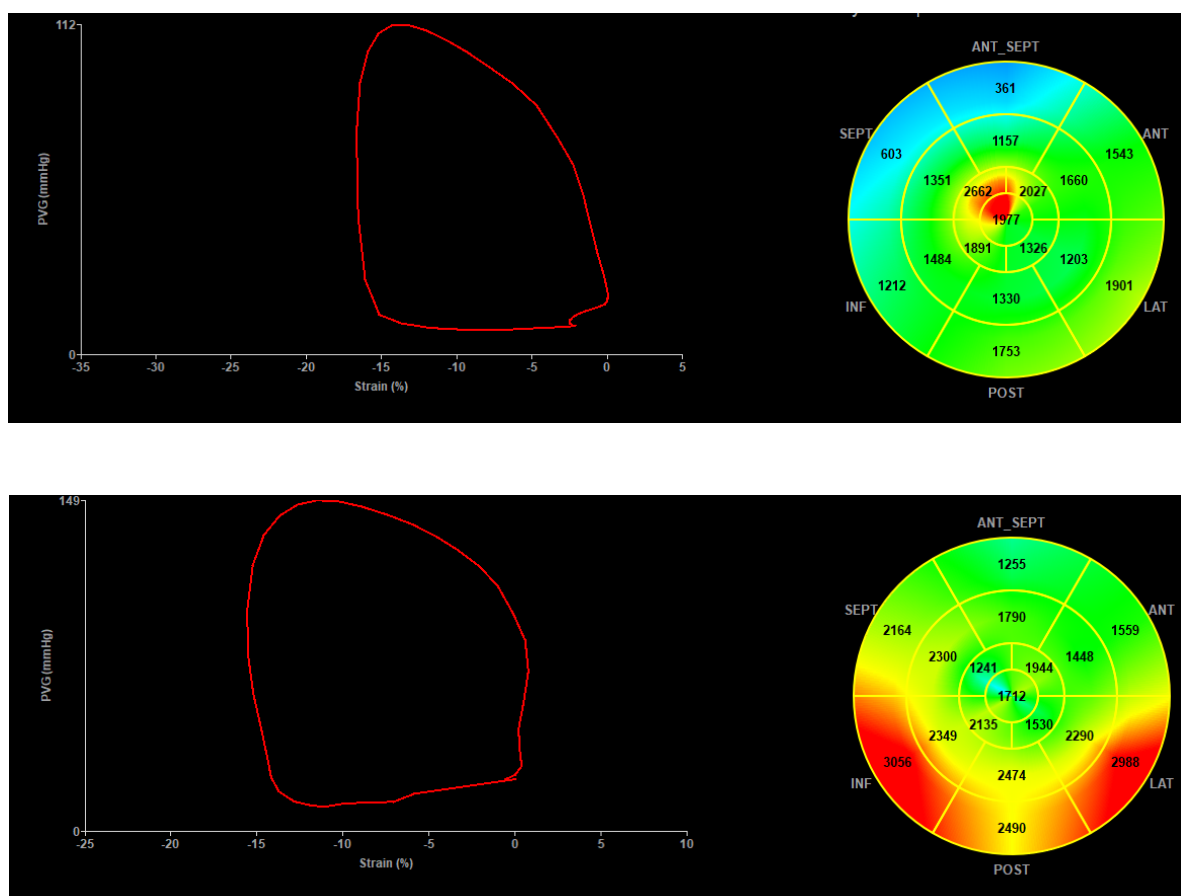 112
PVG (mmHg)
0
-35 -30 -25 -20 -15 -10 -5 0 5
Strain (%)
ANT_SEPT
361
SEPT
ANT
603
1157
1543
1351
1660
2662
2027
1977
1484
1891
1326
1203
1212
1330
1901
INF
LAT
1753
POST
149
PVG (mmHg)
0
-25 -20 -15 -10 -5 0 5 10
Strain (%)
ANT_SEPT
1255
SEPT
ANT
2164
1790
1559
2300
1448
1241
1944
1712
2349
2135
1530
2290
3056
2474
2988
INF
LAT
2490
POST